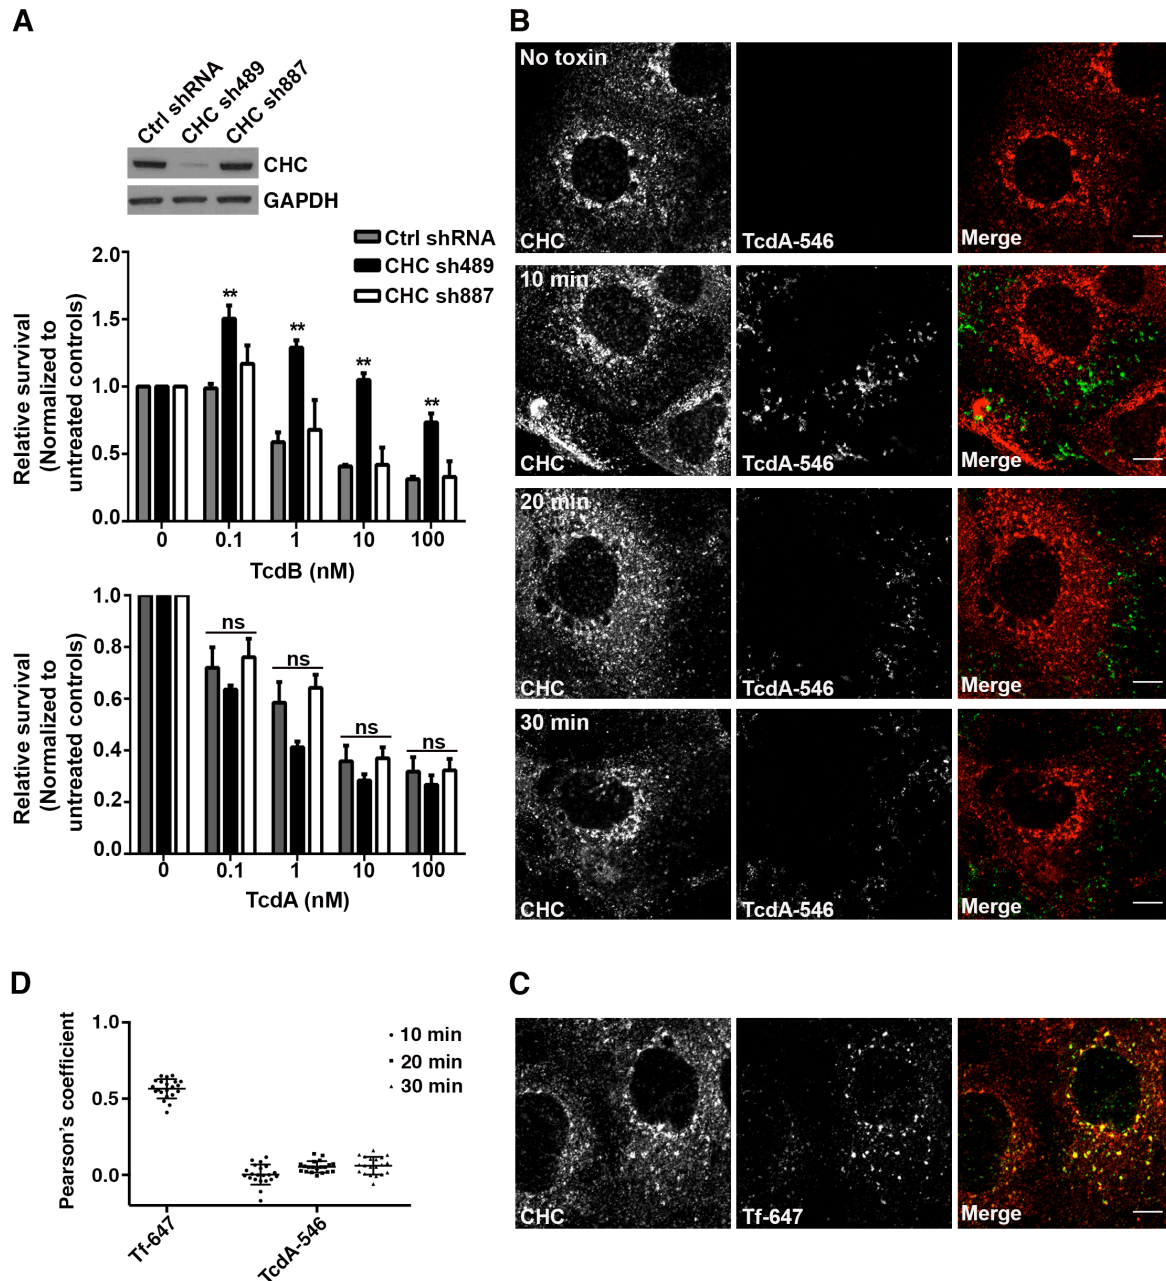 A
Ctrl shRNA
CHC sh489
CHC sh887
CHC
GAPDH
Ctrl shRNA
CHC sh489
CHC sh887
Relative survival
(Normalized to
untreated controls)
2.0
1.5
1.0
0.5
0.0
**
**
**
**
0 0.1 1 10 100
TcdB (nM)
Relative survival
(Normalized to
untreated controls)
1.0
0.8
0.6
0.4
0.2
0.0
ns
ns
ns
ns
0 0.1 1 10 100
TcdA (nM)
B
No toxin
CHC
TcdA-546
Merge
10 min
CHC
TcdA-546
Merge
20 min
CHC
TcdA-546
Merge
30 min
CHC
TcdA-546
Merge
D
Pearson's coefficient
1.0
0.5
0.0
10 min
20 min
30 min
Tf-647
TcdA-546
C
CHC
Tf-647
Merge